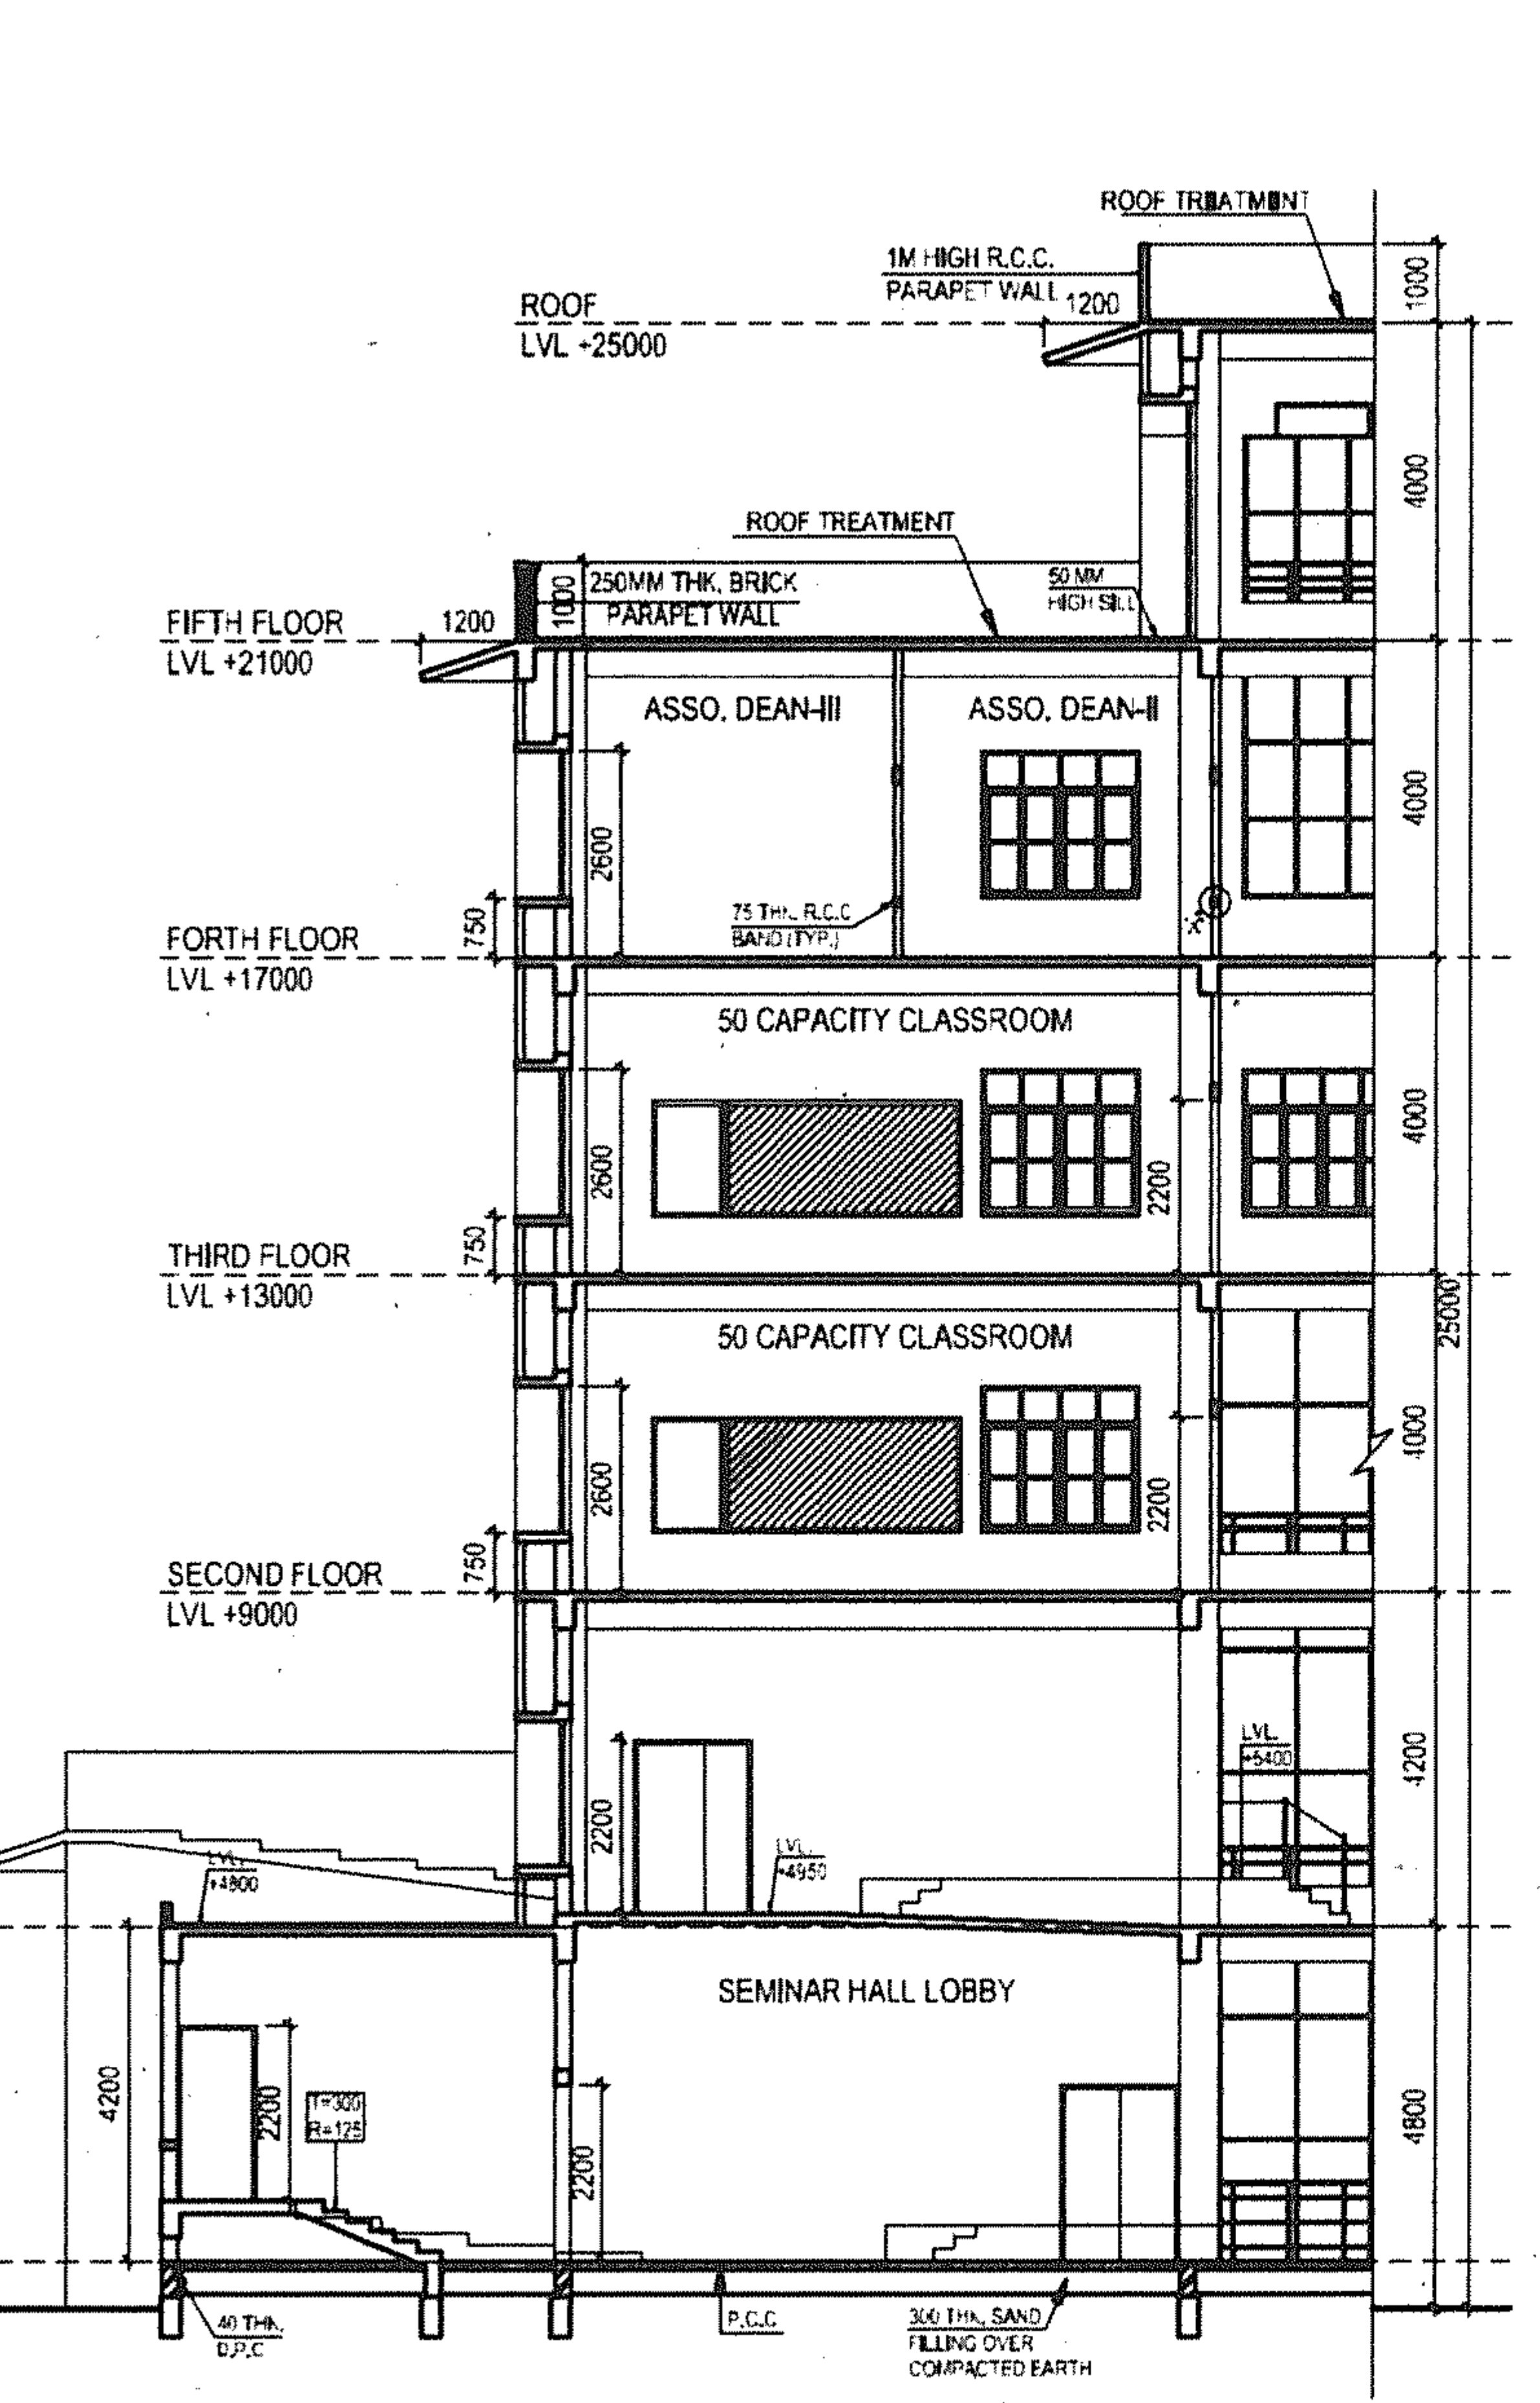 ROOF TREATMENT
1M HIGH R.C.C.
PARAPET WALL
1200
1000
ROOF
LVL +25000
4000
ROOF TREATMENT
1000
250MM THK. BRICK
PARAPET WALL
50 MM
HIGH SILL
FIFTH FLOOR
LVL +21000
1200
ASSO. DEAN-III
ASSO. DEAN-II
4000
2600
75 THK. R.C.C
BAND (TYP.)
750
FORTH FLOOR
LVL +17000
50 CAPACITY CLASSROOM
4000
2600
2200
750
THIRD FLOOR
LVL +13000
25000
50 CAPACITY CLASSROOM
4000
2600
2200
750
SECOND FLOOR
LVL +9000
LVL.
+5400
4200
2200
LVL.
+4800
LVL.
+4950
SEMINAR HALL LOBBY
4200
2200
T=300
R=125
2200
4800
40 THK.
D.P.C
P.C.C
300 THK. SAND
FILLING OVER
COMPACTED EARTH